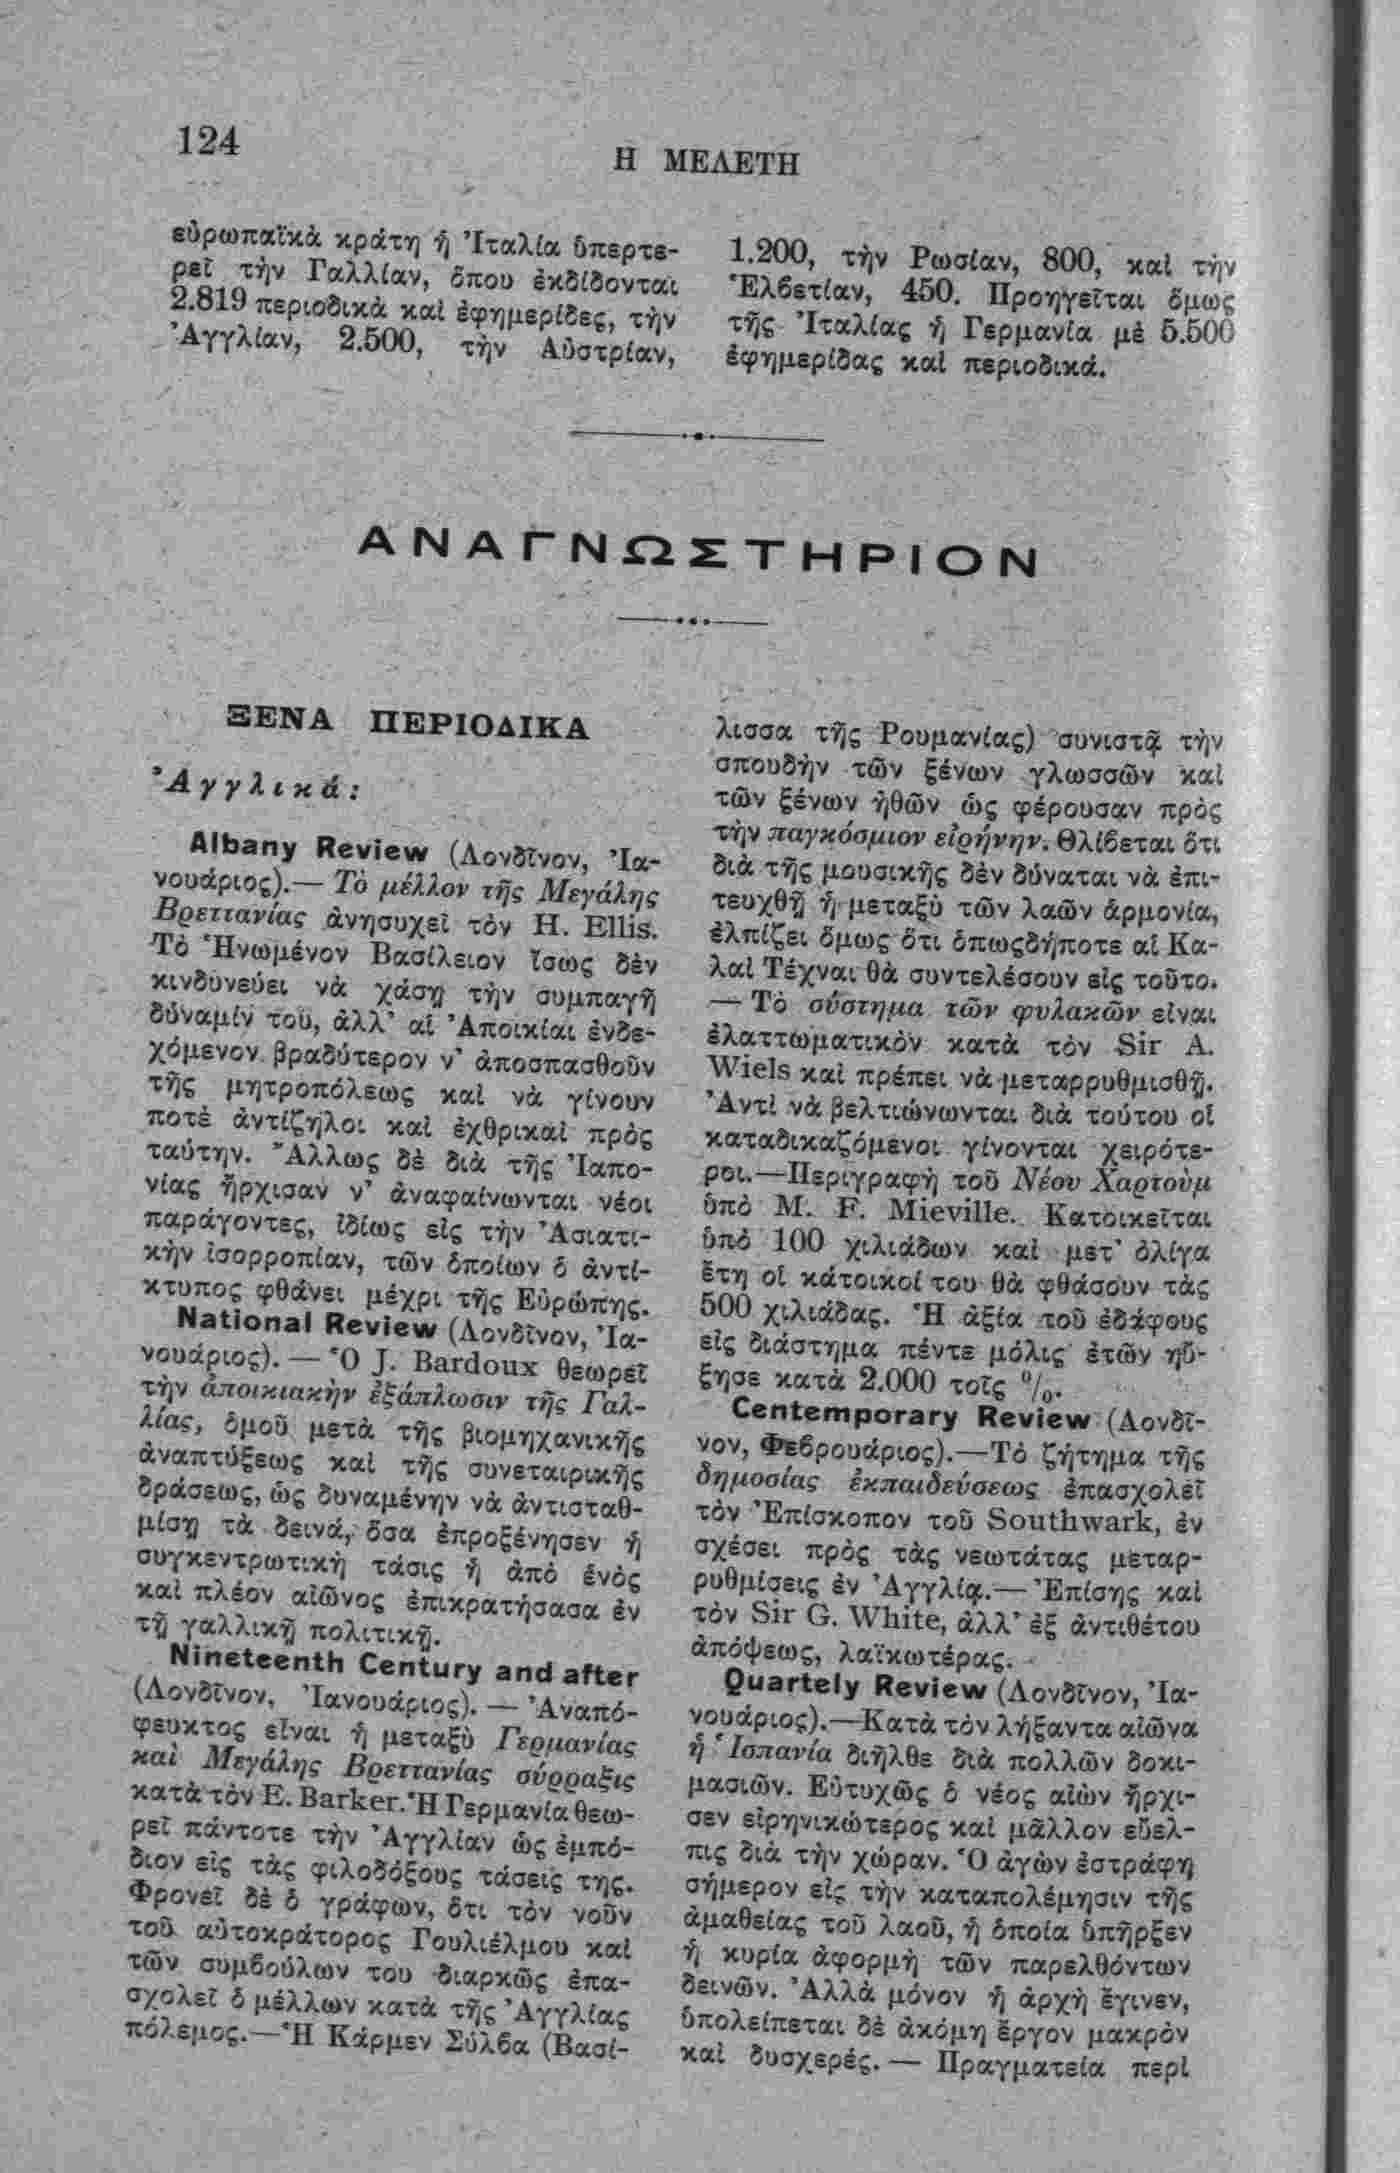 124
Η ΜΕΛΕΤΗ
εὐρωπαϊκὰ κράτη ἡ Ἰταλία ὑπερτε-
ρεῖ τὴν Γαλλίαν, ὅπου ἐκδίδονται
2.819 περιοδικὰ καὶ ἐφημερίδες, τὴν
Ἀγγλίαν, 2.500, τὴν Αὐστρίαν,
1.200, τὴν Ρωσίαν, 800, καὶ τὴν
Ἐλβετίαν, 450. Προηγεῖται ὅμως
τῆς Ἰταλίας ἡ Γερμανία μὲ 5.500
ἐφημερίδας καὶ περιοδικά.
ΑΝΑΓΝΩΣΤΗΡΙΟΝ
ΞΕΝΑ ΠΕΡΙΟΔΙΚΑ
Ἀγγλικά:
Albany Review (Λονδῖνον, Ἰα-
νουάριος).— Τὸ μέλλον τῆς Μεγάλης
Βρεττανίας ἀνησυχεῖ τὸν H. Ellis.
Τὸ Ἡνωμένον Βασίλειον ἴσως δὲν
κινδυνεύει νὰ χάσῃ τὴν συμπαγῆ
δύναμίν του, ἀλλ’ αἱ Ἀποικίαι ἐνδε-
χόμενον βραδύτερον ν’ ἀποσπασθοῦν
τῆς μητροπόλεως καὶ νὰ γίνουν
ποτὲ ἀντίζηλοι καὶ ἐχθρικαὶ πρὸς
ταύτην. Ἄλλως δὲ διὰ τῆς Ἰαπο-
νίας ἤρχισαν ν’ ἀναφαίνωνται νέοι
παράγοντες, ἰδίως εἰς τὴν Ἀσιατι-
κὴν ἰσορροπίαν, τῶν ὁποίων ὁ ἀντί-
κτυπος φθάνει μέχρι τῆς Εὐρώπης.
National Review (Λονδῖνον, Ἰα-
νουάριος). — Ὁ J. Bardoux θεωρεῖ
τὴν ἀποικιακὴν ἐξάπλωσιν τῆς Γαλ-
λίας, ὁμοῦ μετὰ τῆς βιομηχανικῆς
ἀναπτύξεως καὶ τῆς συνεταιρικῆς
δράσεως, ὡς δυναμένην νὰ ἀντισταθ-
μίσῃ τὰ δεινά, ὅσα ἐπροξένησεν ἡ
συγκεντρωτικὴ τάσις ἡ ἀπὸ ἑνὸς
καὶ πλέον αἰῶνος ἐπικρατήσασα ἐν
τῇ γαλλικῇ πολιτικῇ.
Nineteenth Century and after
(Λονδῖνον, Ἰανουάριος). — Ἀναπό-
φευκτος εἶναι ἡ μεταξὺ Γερμανίας
καὶ Μεγάλης Βρεττανίας σύρραξις
κατὰ τὸν E. Barker. Ἡ Γερμανία θεω-
ρεῖ πάντοτε τὴν Ἀγγλίαν ὡς ἐμπό-
διον εἰς τὰς φιλοδόξους τάσεις της.
Φρονεῖ δὲ ὁ γράφων, ὅτι τὸν νοῦν
τοῦ αὐτοκράτορος Γουλιέλμου καὶ
τῶν συμβούλων του διαρκῶς ἐπα-
σχολεῖ ὁ μέλλων κατὰ τῆς Ἀγγλίας
πόλεμος.—Ἡ Κάρμεν Σύλβα (Βασί-
λισσα τῆς Ρουμανίας) συνιστᾷ τὴν
σπουδὴν τῶν ξένων γλωσσῶν καὶ
τῶν ξένων ἠθῶν ὡς φέρουσαν πρὸς
τὴν παγκόσμιον εἰρήνην. Θλίβεται ὅτι
διὰ τῆς μουσικῆς δὲν δύναται νὰ ἐπι-
τευχθῇ ἡ μεταξὺ τῶν λαῶν ἁρμονία,
ἐλπίζει ὅμως ὅτι ὁπωςδήποτε αἱ Κα-
λαὶ Τέχναι θὰ συντελέσουν εἰς τοῦτο.
— Τὸ σύστημα τῶν φυλακῶν εἶναι
ἐλαττωματικὸν κατὰ τὸν Sir A.
Wiels καὶ πρέπει νὰ μεταρρυθμισθῇ.
Ἀντὶ νὰ βελτιώνωνται διὰ τούτου οἱ
καταδικαζόμενοι γίνονται χειρότε-
ροι.—Περιγραφὴ τοῦ Νέου Χαρτοὺμ
ὑπὸ M. F. Mieville. Κατοικεῖται
ὑπὸ 100 χιλιάδων καὶ μετ’ ὀλίγα
ἔτη οἱ κάτοικοί του θὰ φθάσουν τὰς
500 χιλιάδας. Ἡ ἀξία τοῦ ἐδάφους
εἰς διάστημα πέντε μόλις ἐτῶν ηὔ-
ξησε κατὰ 2.000 τοῖς %.
Centemporary Review (Λονδῖ-
νον, Φεβρουάριος).—Τὸ ζήτημα τῆς
δημοσίας ἐκπαιδεύσεως ἐπασχολεῖ
τὸν Ἐπίσκοπον τοῦ Southwark, ἐν
σχέσει πρὸς τὰς νεωτάτας μεταρ-
ρυθμίσεις ἐν Ἀγγλίᾳ.— Ἐπίσης καὶ
τὸν Sir G. White, ἀλλ’ ἐξ ἀντιθέτου
ἀπόψεως, λαϊκωτέρας.
Quartely Review (Λονδῖνον, Ἰα-
νουάριος).—Κατὰ τὸν λήξαντα αἰῶνα
ἡ Ἱσπανία διῆλθε διὰ πολλῶν δοκι-
μασιῶν. Εὐτυχῶς ὁ νέος αἰὼν ἤρχι-
σεν εἰρηνικώτερος καὶ μᾶλλον εὔελ-
πις διὰ τὴν χώραν. Ὁ ἀγὼν ἐστράφη
σήμερον εἰς τὴν καταπολέμησιν τῆς
ἀμαθείας τοῦ λαοῦ, ἡ ὁποία ὑπῆρξεν
ἡ κυρία ἀφορμὴ τῶν παρελθόντων
δεινῶν. Ἀλλὰ μόνον ἡ ἀρχὴ ἔγινεν,
ὑπολείπεται δὲ ἀκόμη ἔργον μακρὸν
καὶ δυσχερές. — Πραγματεία περὶ